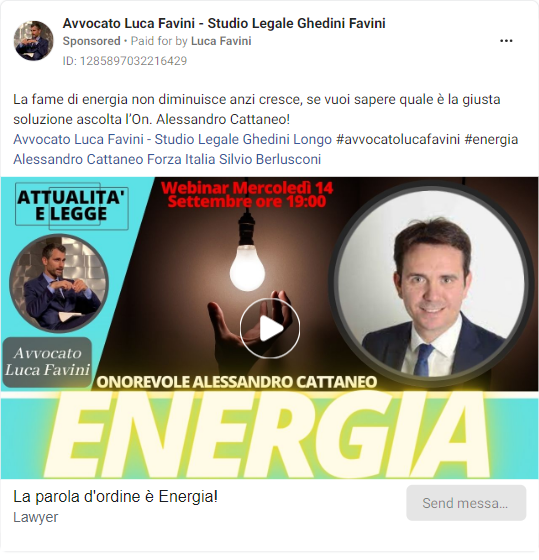 Avvocato Luca Favini - Studio Legale Ghedini Favini
Sponsored • Paid for by Luca Favini
ID: 1285897032216429
La fame di energia non diminuisce anzi cresce, se vuoi sapere quale è la giusta
soluzione ascolta l’On. Alessandro Cattaneo!
Avvocato Luca Favini - Studio Legale Ghedini Longo #avvocatolucafavini #energia
Alessandro Cattaneo Forza Italia Silvio Berlusconi
ATTUALITA'
E LEGGE
Webinar Mercoledì 14
Settembre ore 19:00
Avvocato
Luca Favini
ONOREVOLE ALESSANDRO CATTANEO
ENERGIA
La parola d'ordine è Energia!
Lawyer
Send messa...